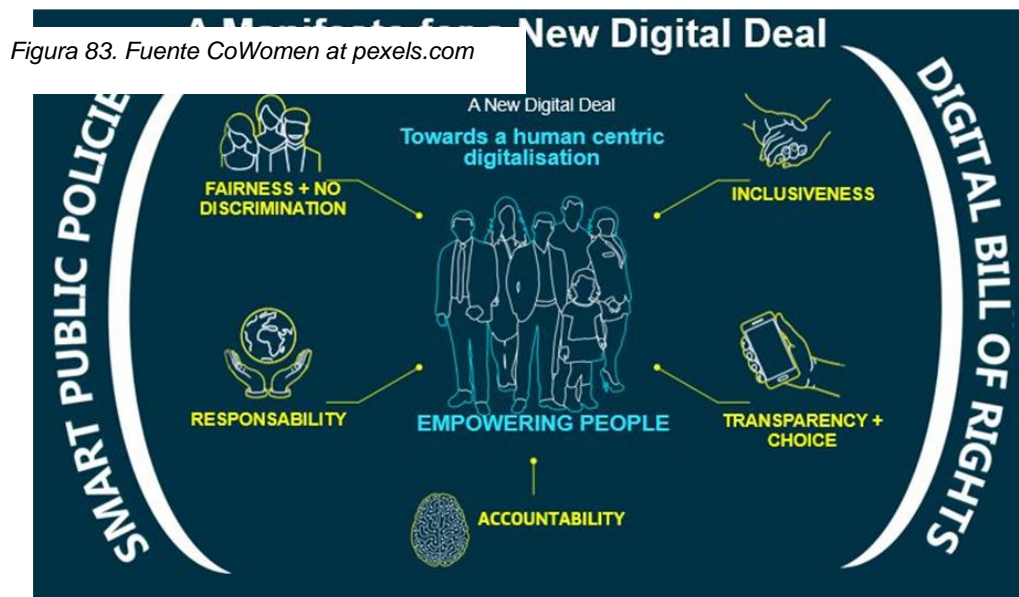 New Digital Deal
Figura 83. Fuente CoWomen at pexels.com
A New Digital Deal
Towards a human centric
digitalisation
FAIRNESS + NO
DISCRIMINATION
INCLUSIVENESS
RESPONSABILITY
EMPOWERING PEOPLE
TRANSPARENCY +
CHOICE
ACCOUNTABILITY
SMART PUBLIC POLICIE
DIGITAL BILL OF RIGHTS